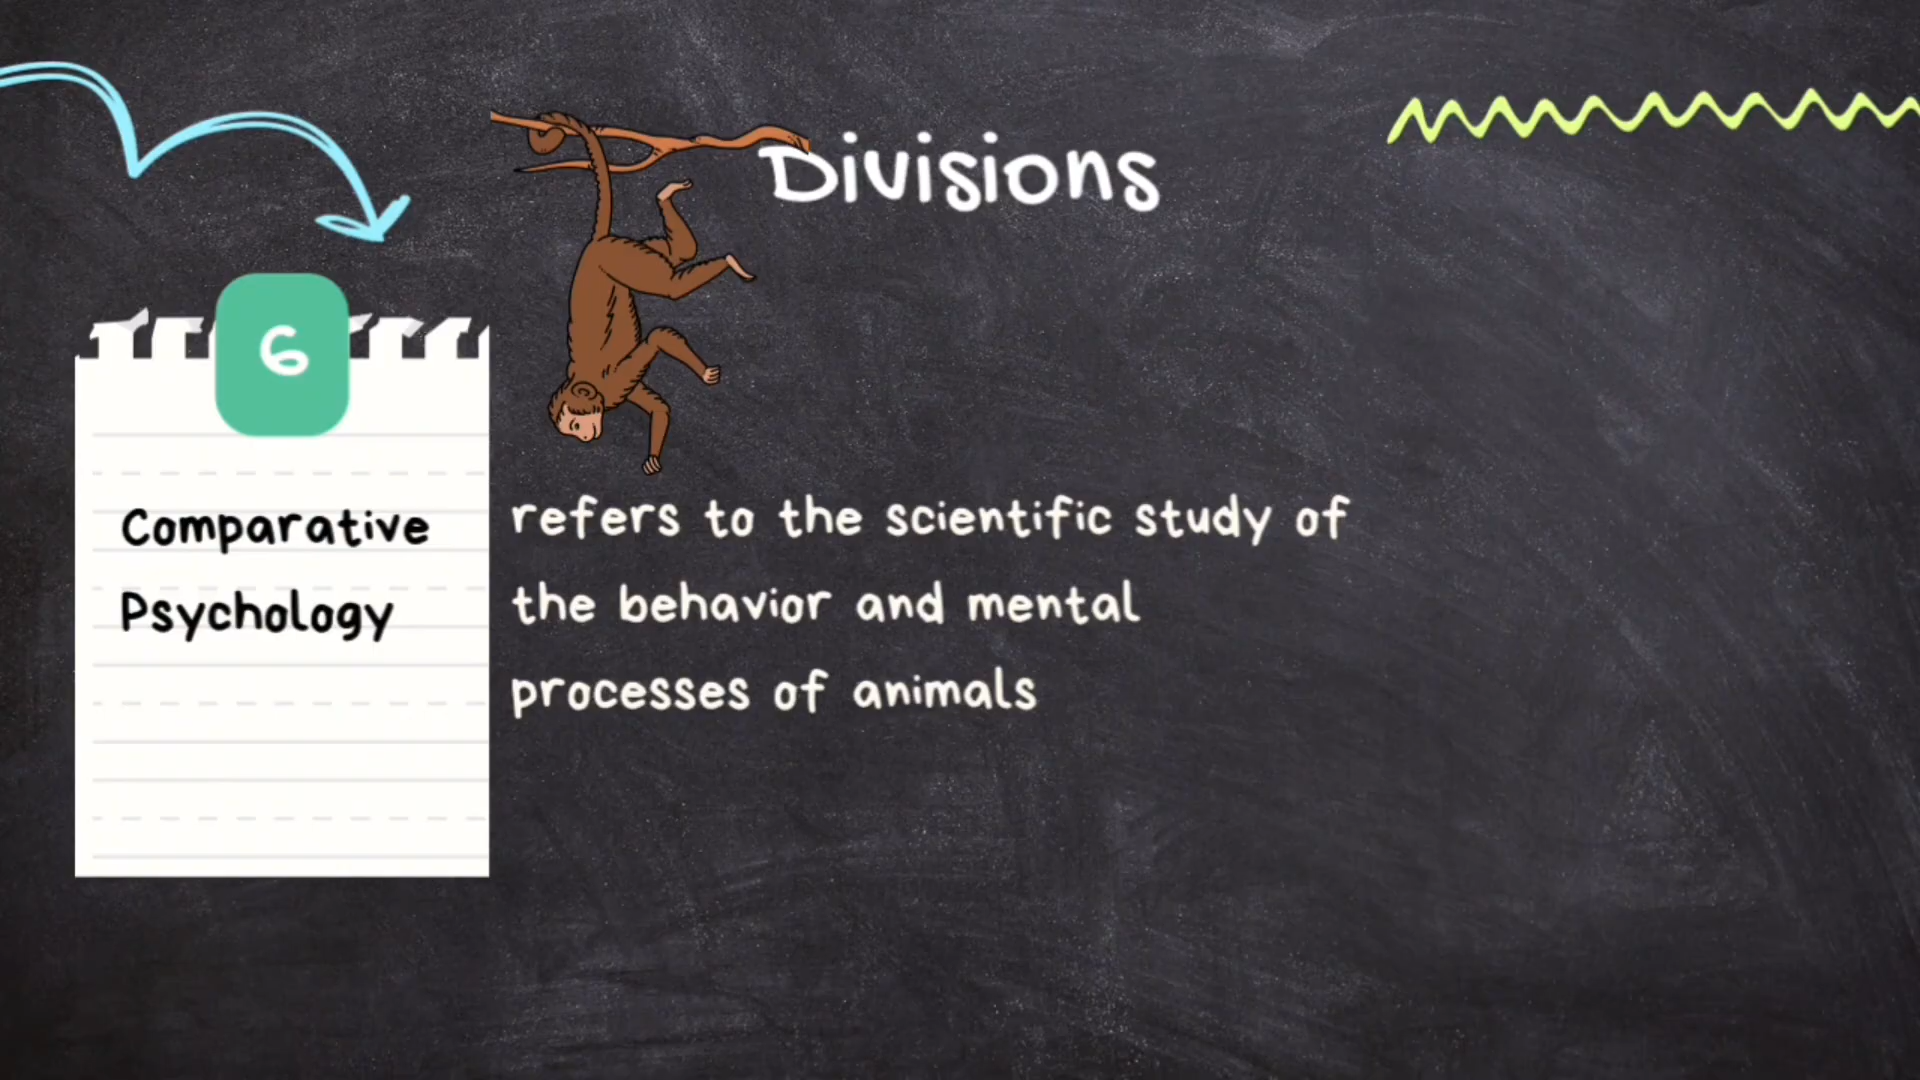 Divisions
6
Comparative
Psychology
refers to the scientific study of
the behavior and mental
processes of animals